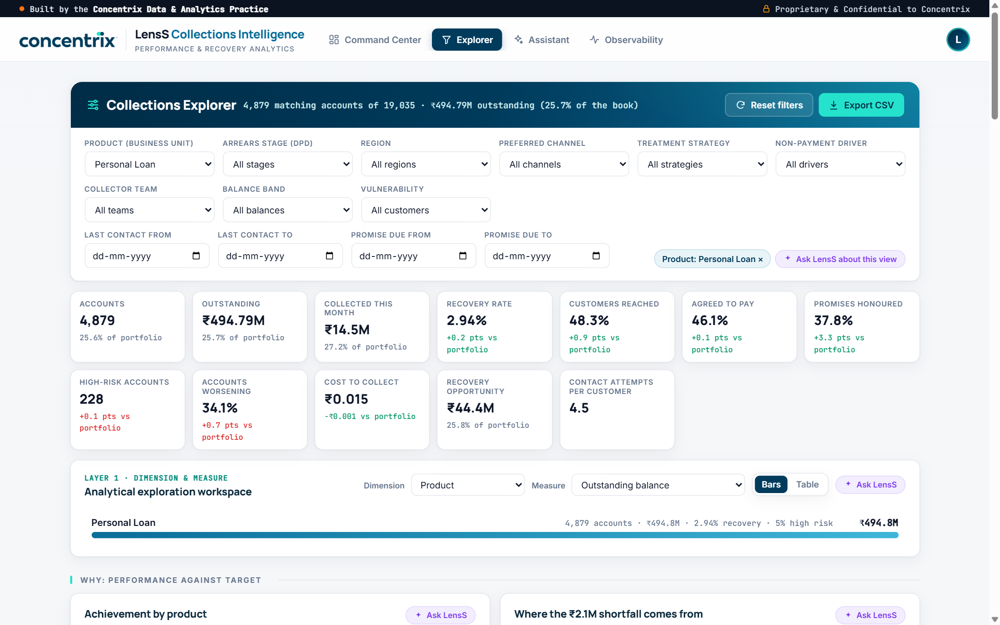 Built by the Concentrix Data & Analytics Practice
Proprietary & Confidential to Concentrix
concentrix
LensS Collections Intelligence
PERFORMANCE & RECOVERY ANALYTICS
Command Center
Explorer
Assistant
Observability
L
Collections Explorer
4,879 matching accounts of 19,035 · ₹494.79M outstanding (25.7% of the book)
Reset filters
Export CSV
PRODUCT (BUSINESS UNIT)
ARREARS STAGE (DPD)
REGION
PREFERRED CHANNEL
TREATMENT STRATEGY
NON-PAYMENT DRIVER
Personal Loan
All stages
All regions
All channels
All strategies
All drivers
COLLECTOR TEAM
BALANCE BAND
VULNERABILITY
All teams
All balances
All customers
LAST CONTACT FROM
LAST CONTACT TO
PROMISE DUE FROM
PROMISE DUE TO
dd-mm-yyyy
dd-mm-yyyy
dd-mm-yyyy
dd-mm-yyyy
Product: Personal Loan ×
Ask LensS about this view
ACCOUNTS
4,879
25.6% of portfolio
OUTSTANDING
₹494.79M
25.7% of portfolio
COLLECTED THIS
MONTH
₹14.5M
27.2% of portfolio
RECOVERY RATE
2.94%
+0.2 pts vs
portfolio
CUSTOMERS REACHED
48.3%
+0.9 pts vs
portfolio
AGREED TO PAY
46.1%
+0.1 pts vs
portfolio
PROMISES HONOURED
37.8%
+3.3 pts vs
portfolio
HIGH-RISK ACCOUNTS
228
+0.1 pts vs
portfolio
ACCOUNTS
WORSENING
34.1%
+0.7 pts vs
portfolio
COST TO COLLECT
₹0.015
-₹0.001 vs portfolio
RECOVERY
OPPORTUNITY
₹44.4M
25.8% of portfolio
CONTACT ATTEMPTS
PER CUSTOMER
4.5
LAYER 1 · DIMENSION & MEASURE
Analytical exploration workspace
Dimension
Product
Measure
Outstanding balance
Bars
Table
Ask LensS
Personal Loan
4,879 accounts · ₹494.8M · 2.94% recovery · 5% high risk
₹494.8M
WHY: PERFORMANCE AGAINST TARGET
Achievement by product
Ask LensS
Where the ₹2.1M shortfall comes from
Ask LensS